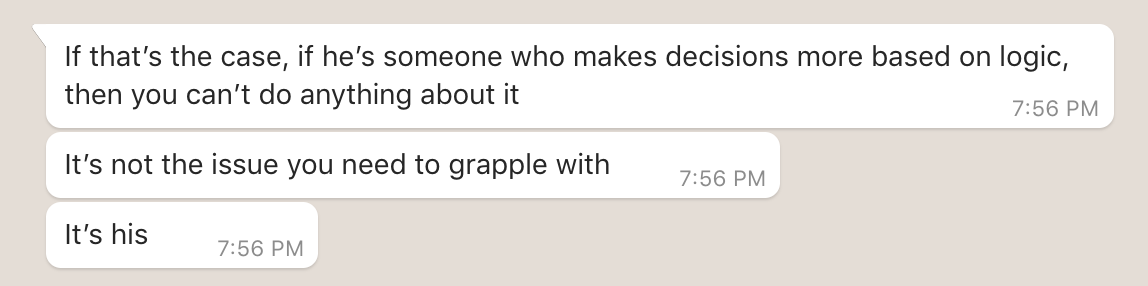 If that’s the case, if he’s someone who makes decisions more based on logic,
then you can’t do anything about it
7:56 PM
It’s not the issue you need to grapple with
7:56 PM
It’s his
7:56 PM